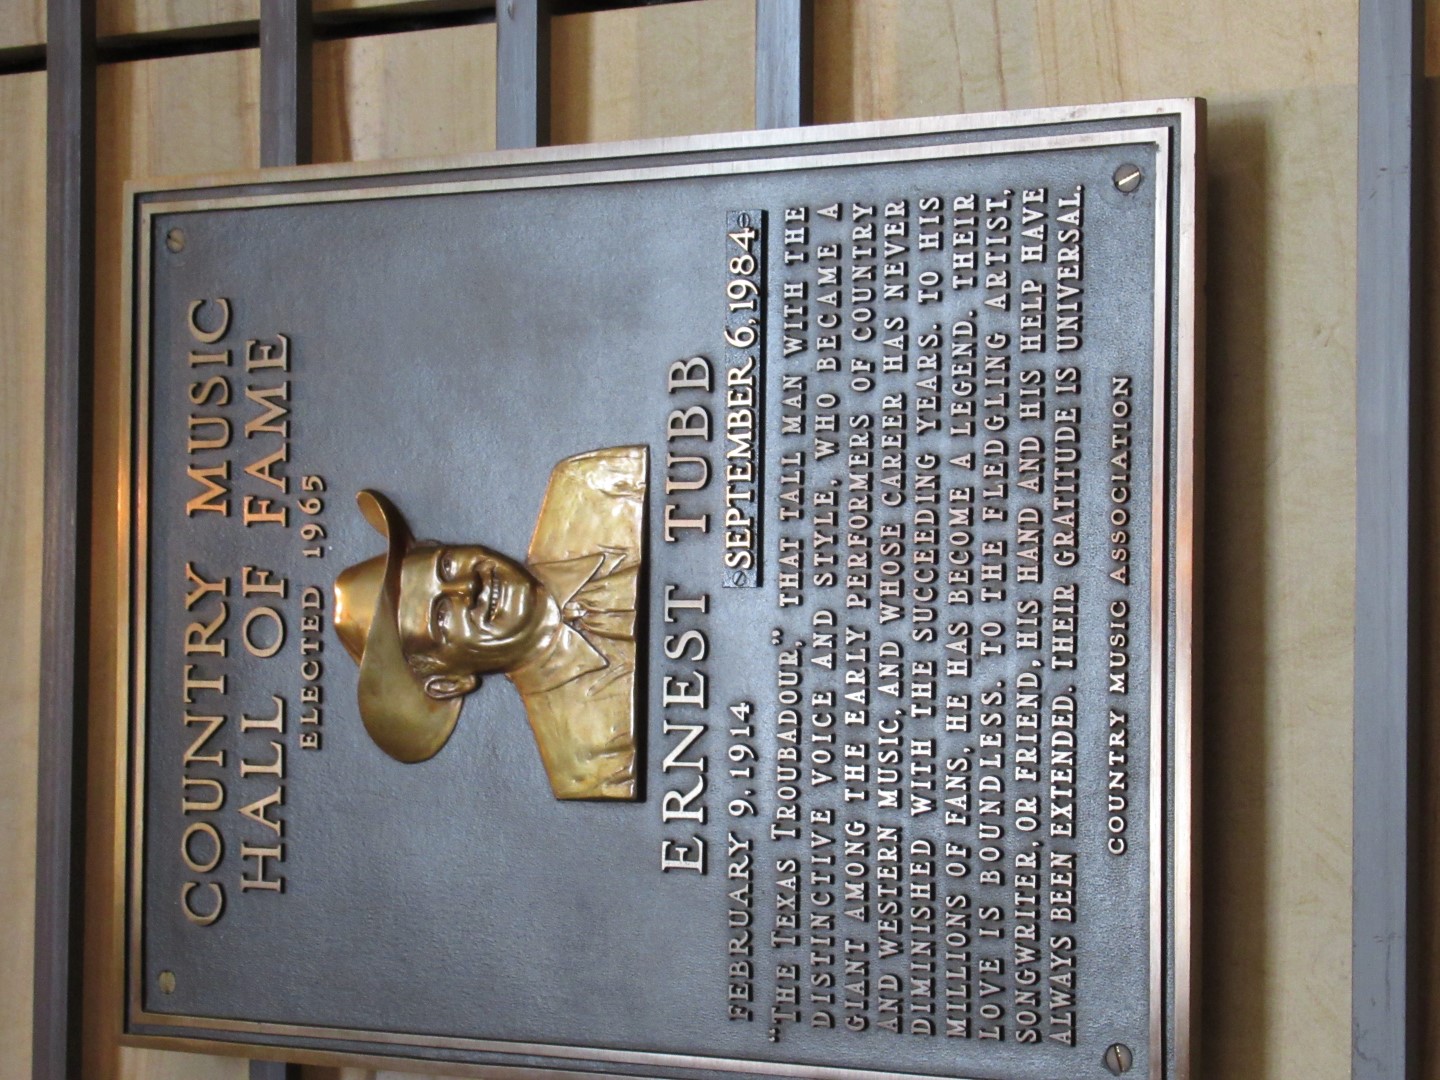 COUNTRY MUSIC
HALL OF FAME
ELECTED 1965
ERNEST TUBB
FEBRUARY 9, 1914 SEPTEMBER 6, 1984
"THE TEXAS TROUBADOUR," THAT TALL MAN WITH THE
DISTINCTIVE VOICE AND STYLE, WHO BECAME A
GIANT AMONG THE EARLY PERFORMERS OF COUNTRY
AND WESTERN MUSIC, AND WHOSE CAREER HAS NEVER
DIMINISHED WITH THE SUCCEEDING YEARS. TO HIS
MILLIONS OF FANS, HE HAS BECOME A LEGEND. THEIR
LOVE IS BOUNDLESS. TO THE FLEDGLING ARTIST,
SONGWRITER, OR FRIEND, HIS HAND AND HIS HELP HAVE
ALWAYS BEEN EXTENDED. THEIR GRATITUDE IS UNIVERSAL.
COUNTRY MUSIC ASSOCIATION